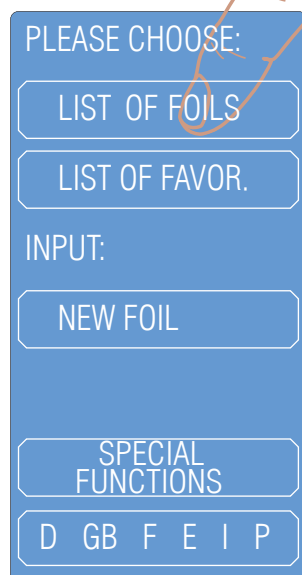 PLEASE CHOOSE:
LIST OF FOILS
LIST OF FAVOR.
INPUT:
NEW FOIL
SPECIAL
FUNCTIONS
D GB F E I P